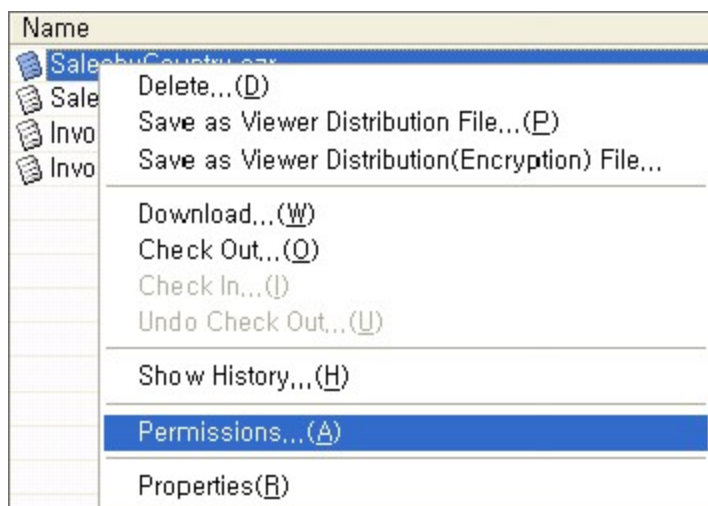 Name
SalesbyCountry.ozr
Sale
Invo
Invo
Delete...(D)
Save as Viewer Distribution File...(P)
Save as Viewer Distribution(Encryption) File...
Download...(W)
Check Out...(O)
Check In...(I)
Undo Check Out...(U)
Show History...(H)
Permissions...(A)
Properties(R)